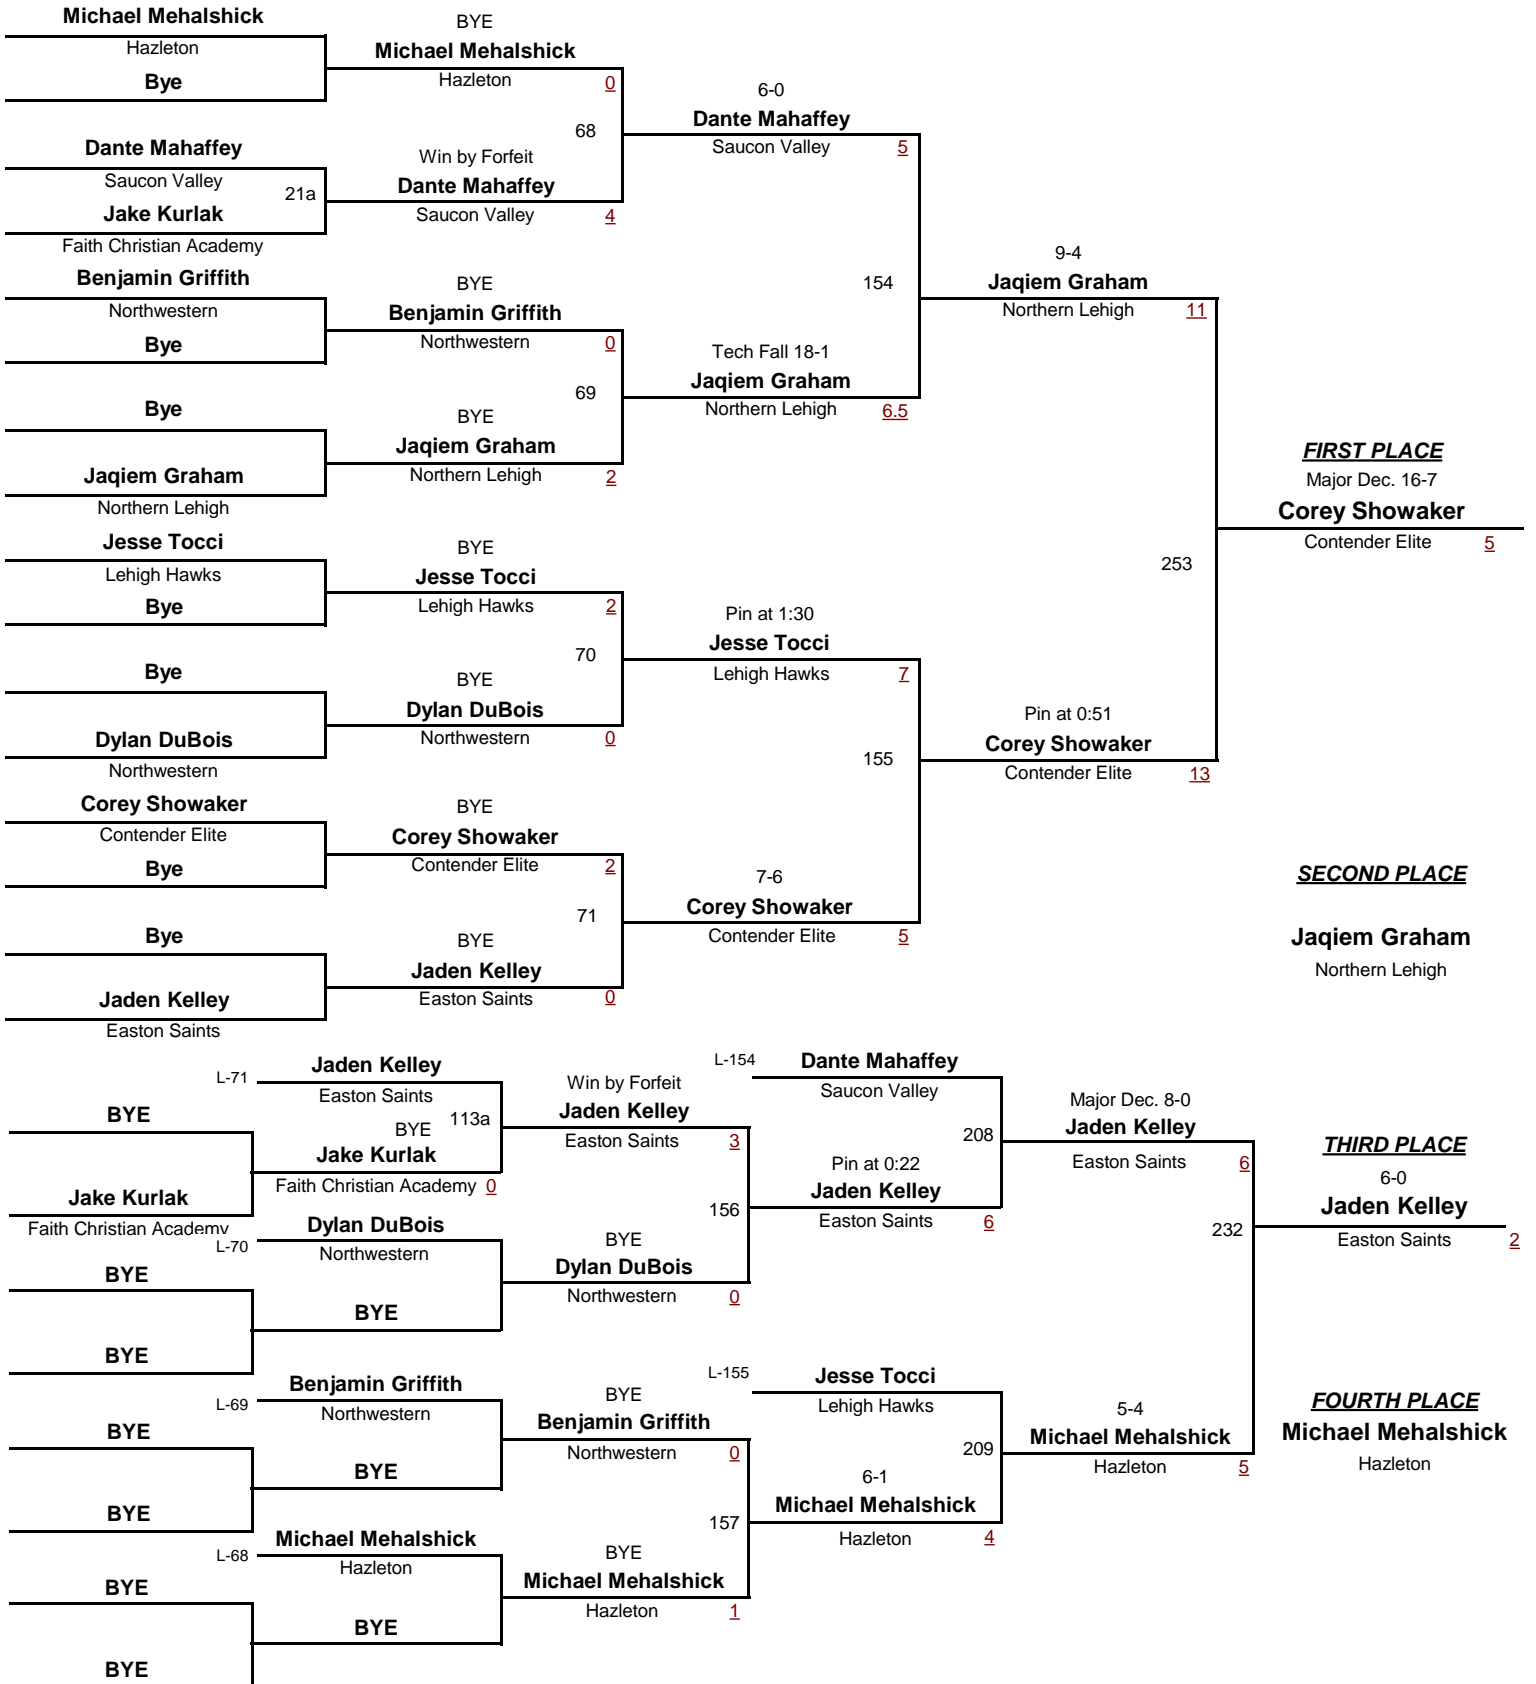 Michael Mehalshick
Hazleton
Bye
Dante Mahaffey
Saucon Valley
21a
Jake Kurlak
Faith Christian Academy
Benjamin Griffith
Northwestern
Bye
Bye
Jaqiem Graham
Northern Lehigh
Jesse Tocci
Lehigh Hawks
Bye
Bye
Dylan DuBois
Northwestern
Corey Showaker
Contender Elite
Bye
Bye
Jaden Kelley
Easton Saints
BYE
Michael Mehalshick
Hazleton 0
68
Win by Forfeit
Dante Mahaffey
Saucon Valley 4
BYE
Benjamin Griffith
Northwestern 0
69
BYE
Jaqiem Graham
Northern Lehigh 2
BYE
Jesse Tocci
Lehigh Hawks 2
70
BYE
Dylan DuBois
Northwestern 0
BYE
Corey Showaker
Contender Elite 2
71
BYE
Jaden Kelley
Easton Saints 0
6-0
Dante Mahaffey
Saucon Valley 5
154
Tech Fall 18-1
Jaqiem Graham
Northern Lehigh 6.5
Pin at 1:30
Jesse Tocci
Lehigh Hawks 7
155
7-6
Corey Showaker
Contender Elite 5
9-4
Jaqiem Graham
Northern Lehigh 11
253
Pin at 0:51
Corey Showaker
Contender Elite 13
FIRST PLACE
Major Dec. 16-7
Corey Showaker
Contender Elite 5
SECOND PLACE
Jaqiem Graham
Northern Lehigh
BYE
Jake Kurlak
Faith Christian Academy
BYE
BYE
BYE
BYE
BYE
BYE
L-71
Jaden Kelley
Easton Saints
113a
BYE
Jake Kurlak
Faith Christian Academy 0
L-70
Dylan DuBois
Northwestern
BYE
L-69
Benjamin Griffith
Northwestern
BYE
L-68
Michael Mehalshick
Hazleton
BYE
Win by Forfeit
Jaden Kelley
Easton Saints 3
156
BYE
Dylan DuBois
Northwestern 0
BYE
Benjamin Griffith
Northwestern 0
157
BYE
Michael Mehalshick
Hazleton 1
L-154
Dante Mahaffey
Saucon Valley
208
Pin at 0:22
Jaden Kelley
Easton Saints 6
L-155
Jesse Tocci
Lehigh Hawks
209
6-1
Michael Mehalshick
Hazleton 4
Major Dec. 8-0
Jaden Kelley
Easton Saints 6
232
5-4
Michael Mehalshick
Hazleton 5
THIRD PLACE
6-0
Jaden Kelley
Easton Saints 2
FOURTH PLACE
Michael Mehalshick
Hazleton